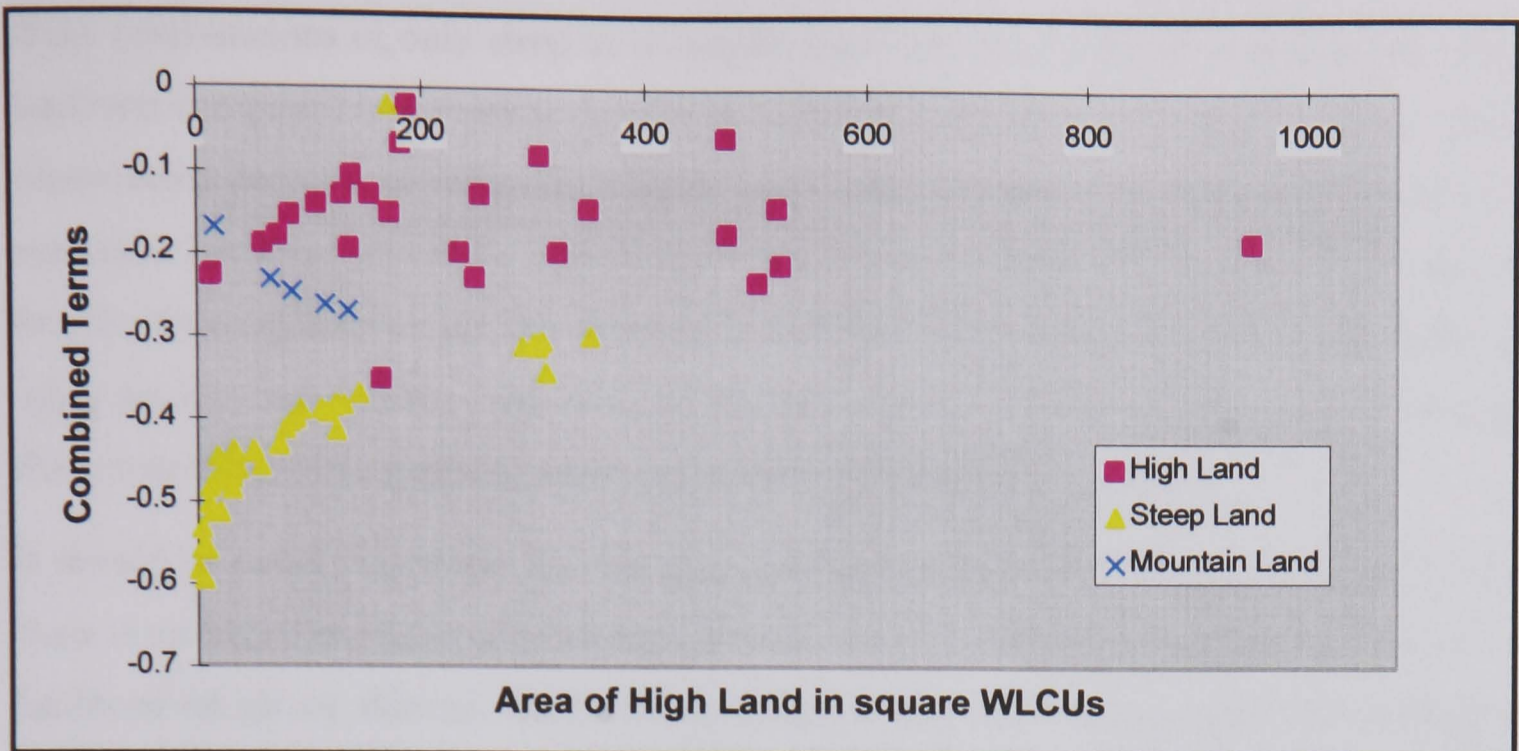 0
0 200 400 600 800 1000
-0.1
-0.2
-0.3
-0.4
-0.5
-0.6
-0.7
Combined Terms
High Land
Steep Land
Mountain Land
Area of High Land in square WLCUs